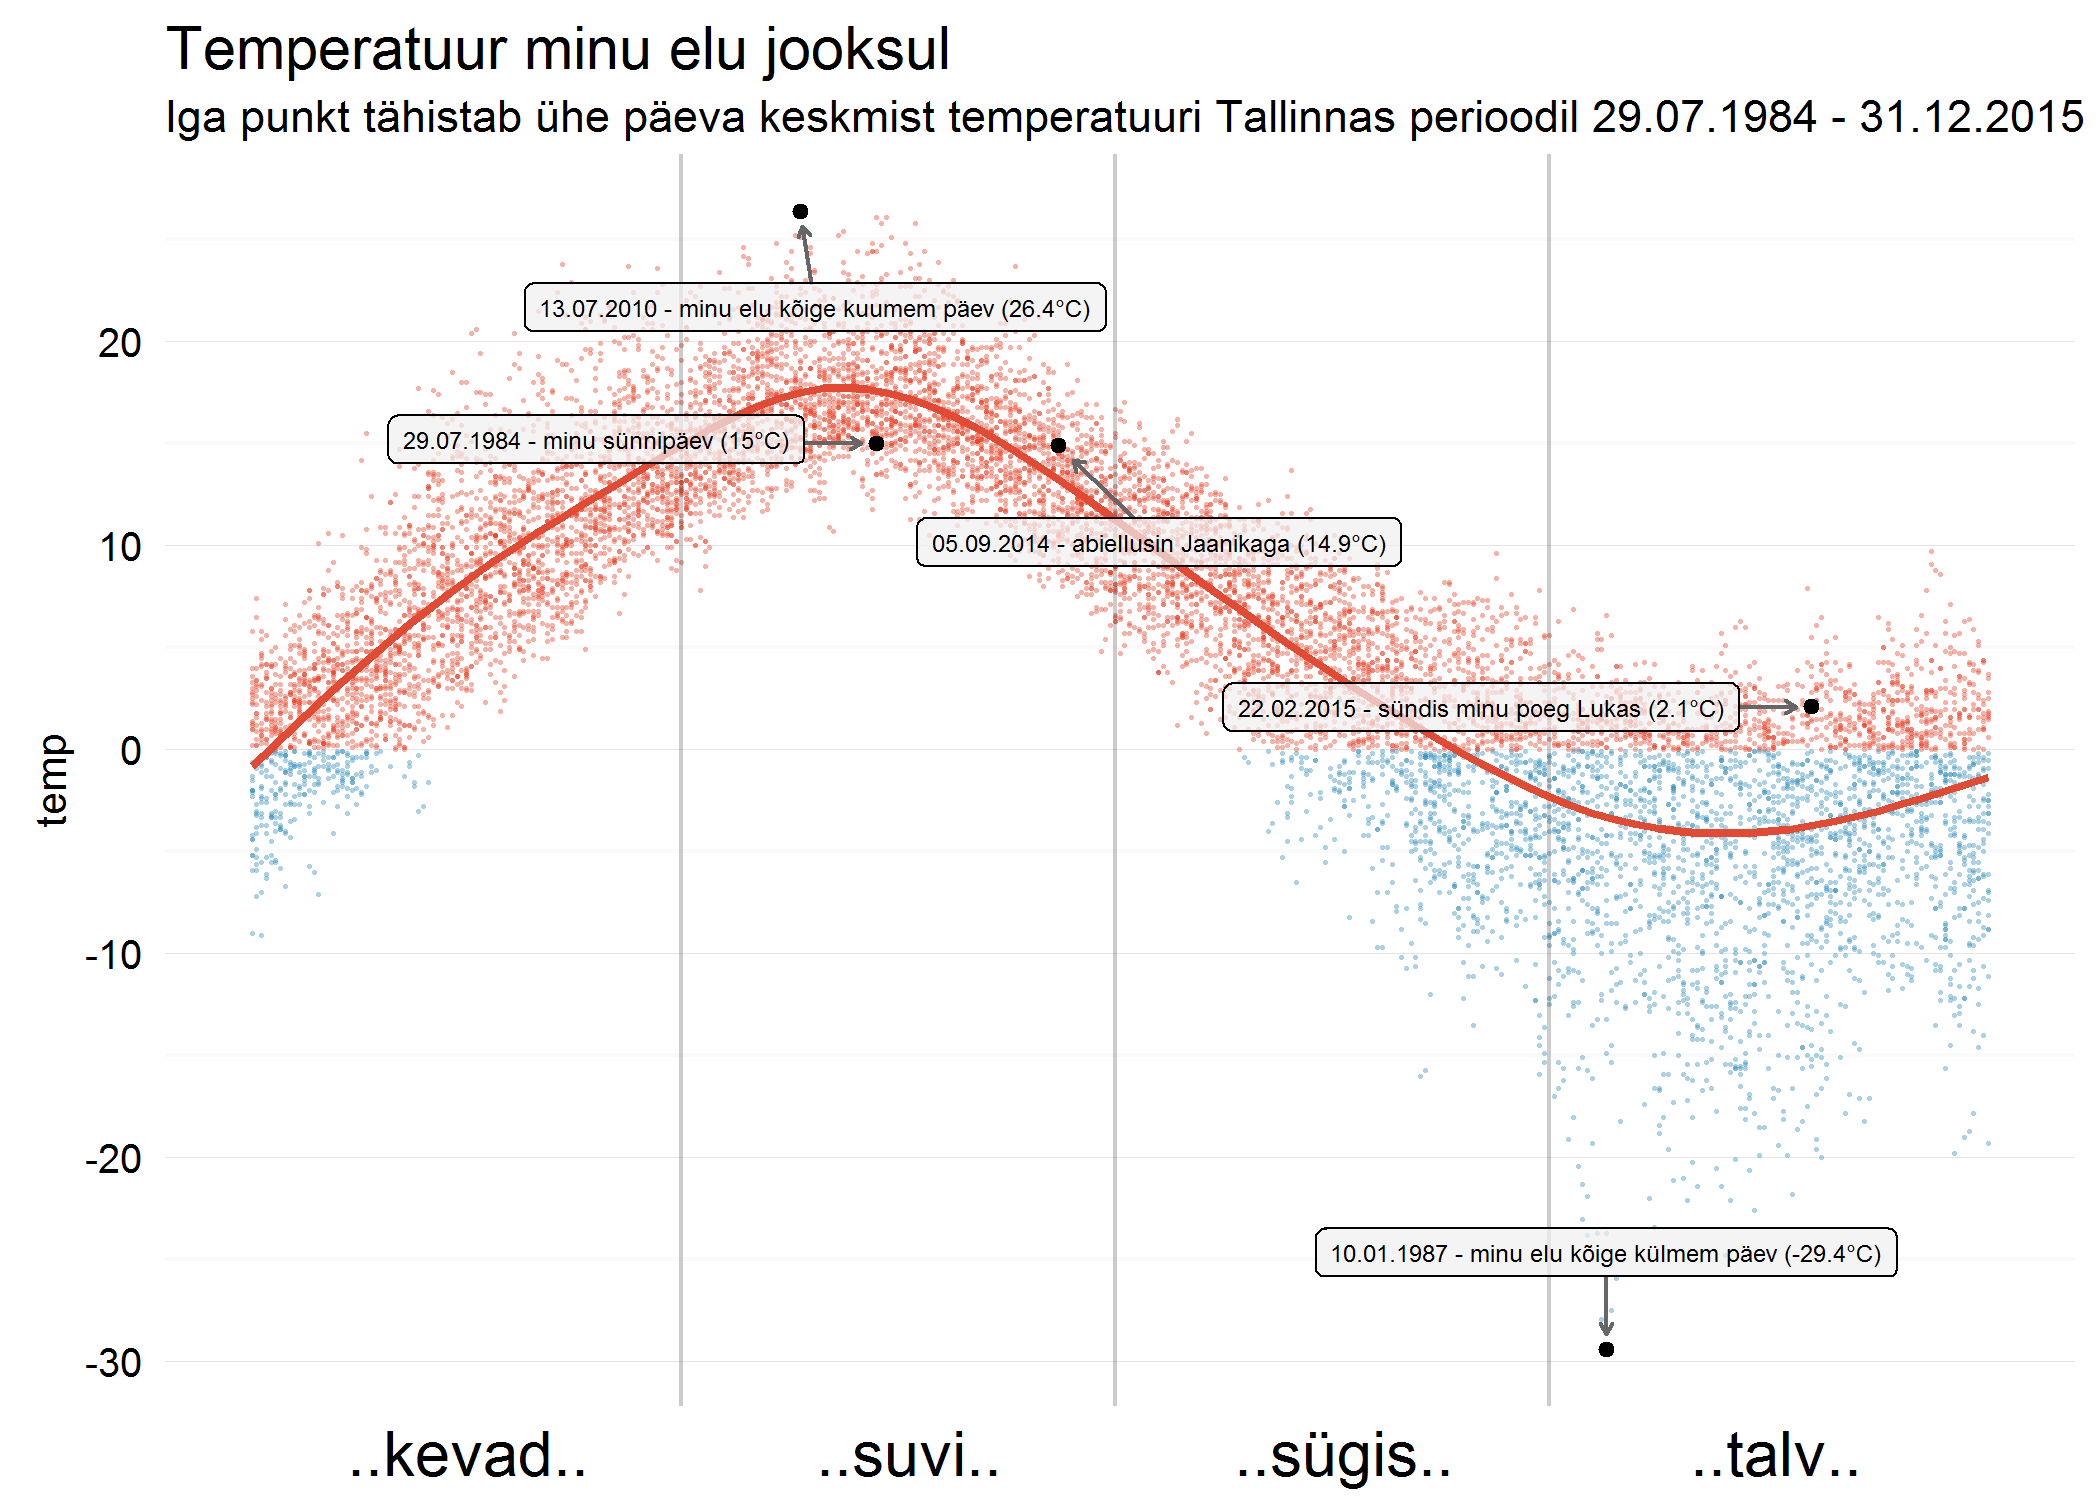 Temperatuur minu elu jooksul
Iga punkt tähistab ühe päeva keskmist temperatuuri Tallinnas perioodil 29.07.1984 - 31.12.2015
13.07.2010 - minu elu kõige kuumem päev (26.4°C)
20
29.07.1984 - minu sünnipäev (15°C)
05.09.2014 - abiellusin Jaanikaga (14.9°C)
10
22.02.2015 - sündis minu poeg Lukas (2.1°C)
0
temp
-10
-20
10.01.1987 - minu elu kõige külmem päev (-29.4°C)
-30
..kevad.. ..suvi.. ..sügis.. ..talv..